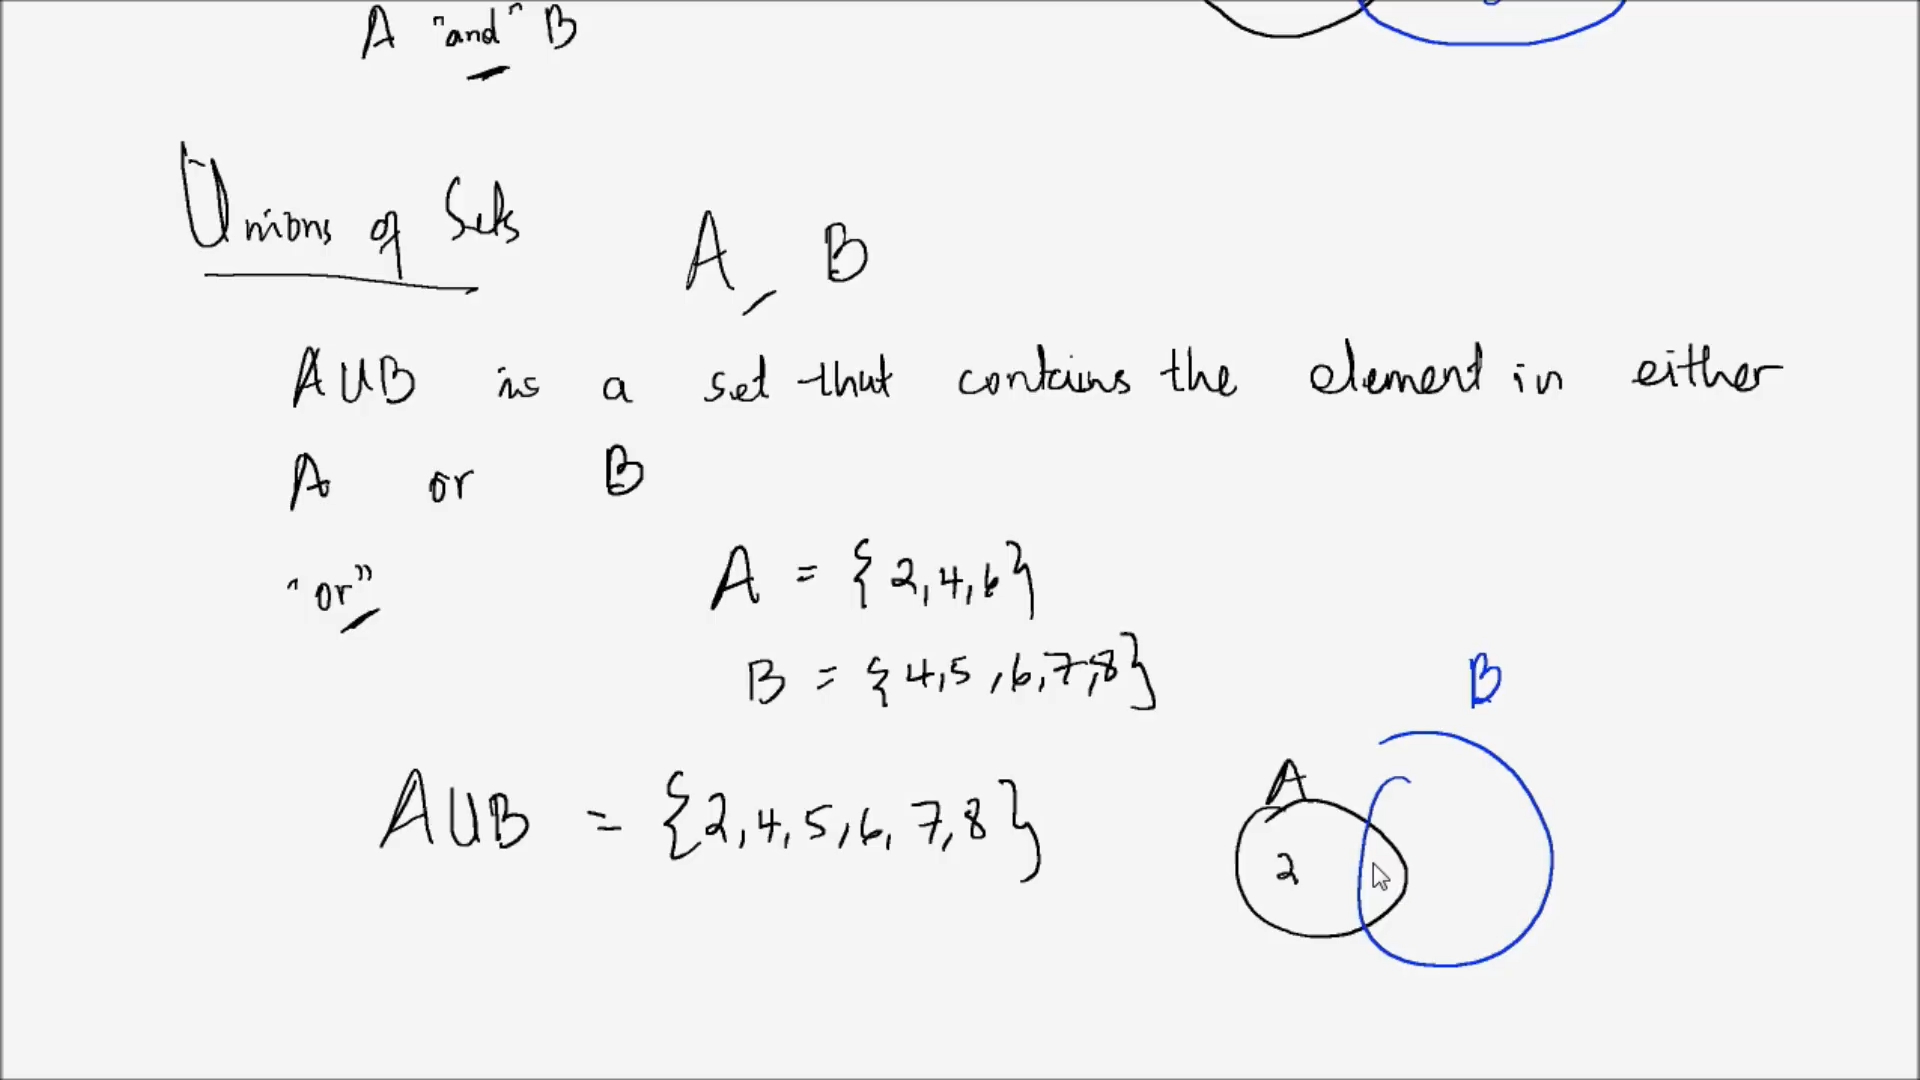 A "and" B
Unions of Sets
A, B
AUB is a set that contains the element in either
A or B
"or"
A = {2,4,6}
B = {4,5,6,7,8}
AUB = {2,4,5,6,7,8}
B
A
2